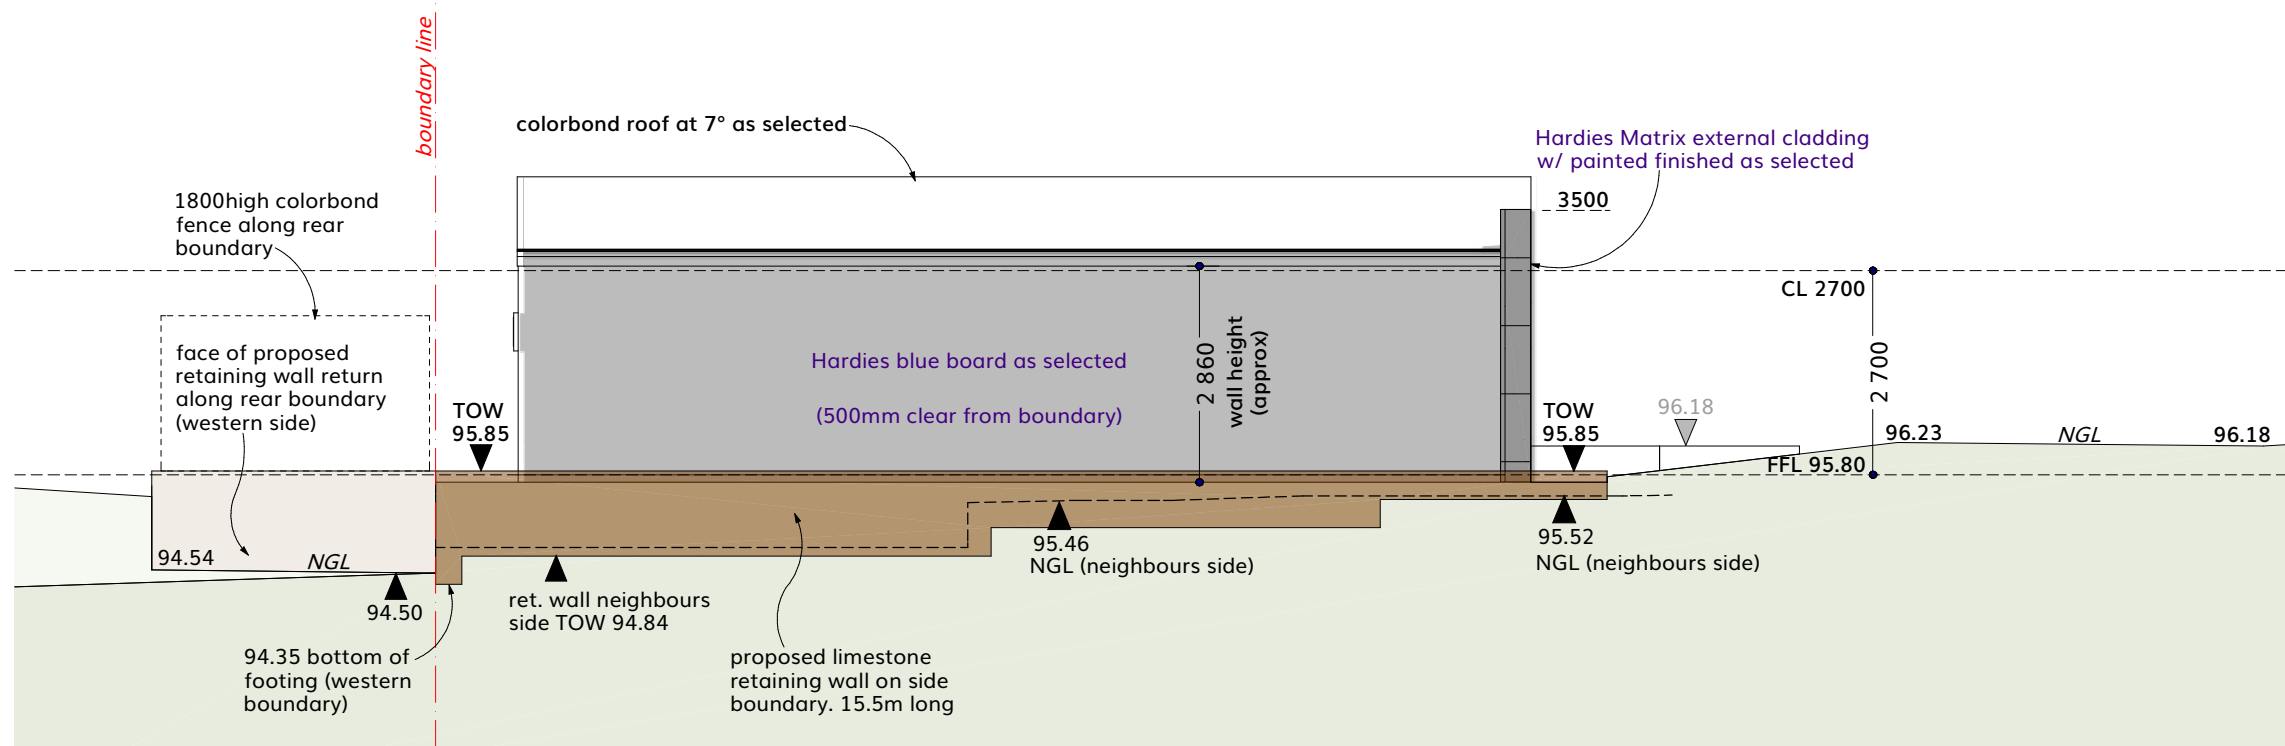 boundary line
colorbond roof at 7° as selected
Hardies Matrix external cladding
w/ painted finished as selected
1800high colorbond
fence along rear
boundary
3500
CL 2700
face of proposed
retaining wall return
along rear boundary
(western side)
Hardies blue board as selected
(500mm clear from boundary)
2 860
wall height
(approx)
2 700
TOW
95.85
TOW
95.85
96.18
96.23
NGL
96.18
FFL 95.80
94.54
NGL
94.50
95.46
NGL (neighbours side)
95.52
NGL (neighbours side)
ret. wall neighbours
side TOW 94.84
94.35 bottom of
footing (western
boundary)
proposed limestone
retaining wall on side
boundary. 15.5m long